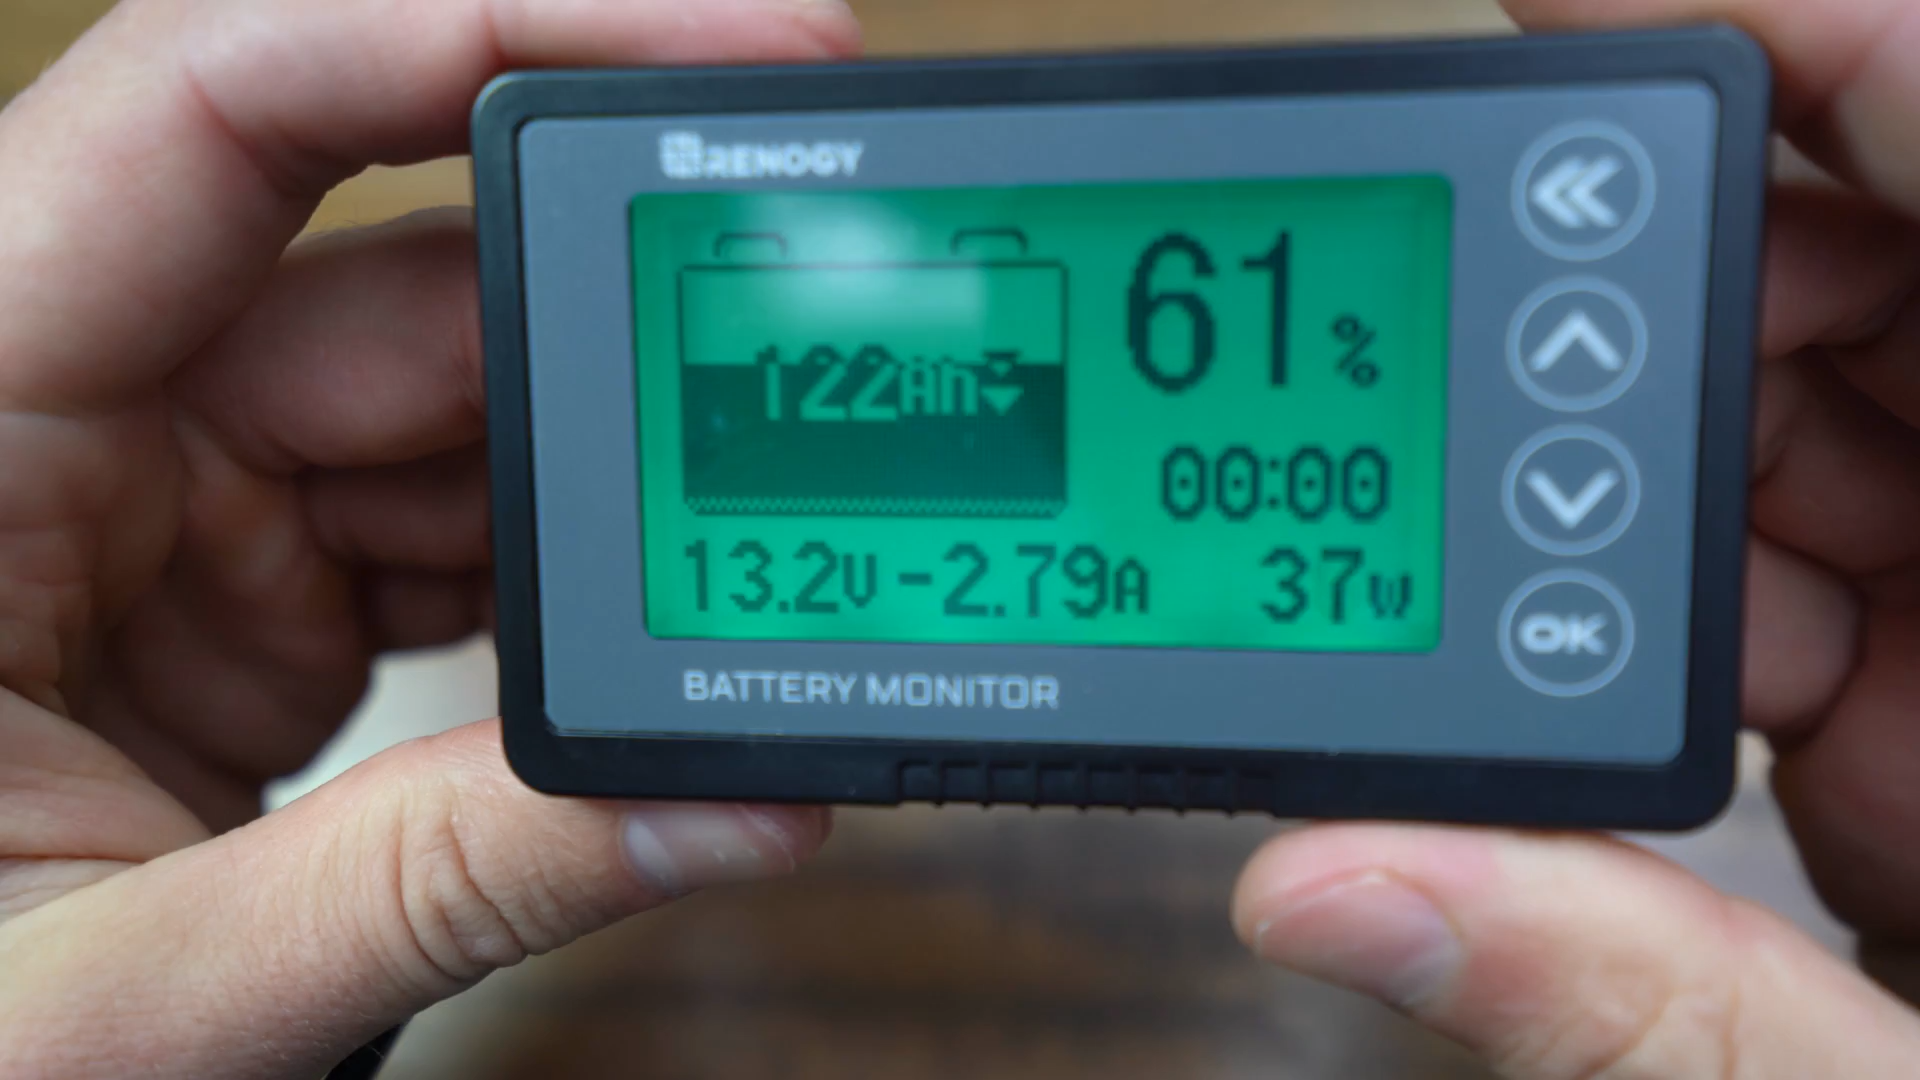 RENOGY
61%
122Ah
00:00
13.2V -2.79A 37W
BATTERY MONITOR
OK